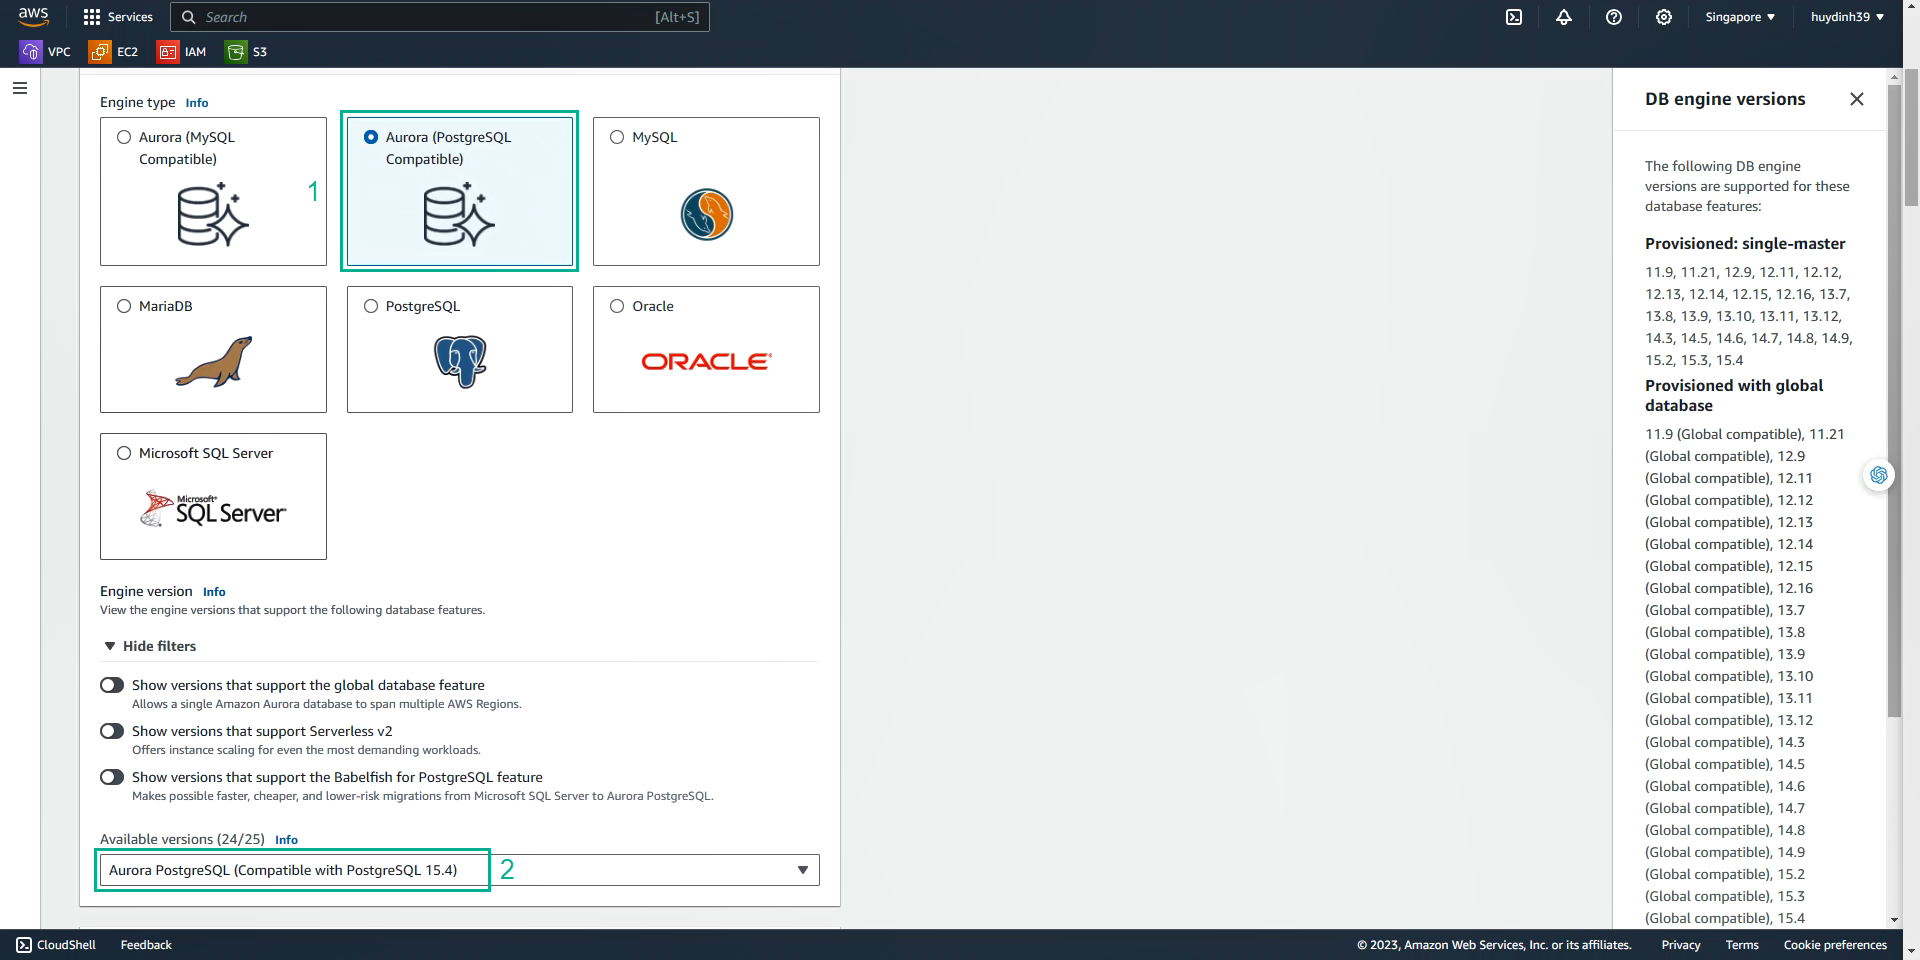 aws
Services
Search
[Alt+S]
Singapore ▼
huydinh39 ▼
VPC
EC2
IAM
S3
Engine type Info
Aurora (MySQL
Compatible)
1
Aurora (PostgreSQL
Compatible)
MySQL
MariaDB
PostgreSQL
Oracle
ORACLE
Microsoft SQL Server
Microsoft
SQL Server
Engine version Info
View the engine versions that support the following database features.
▼ Hide filters
Show versions that support the global database feature
Allows a single Amazon Aurora database to span multiple AWS Regions.
Show versions that support Serverless v2
Offers instance scaling for even the most demanding workloads.
Show versions that support the Babelfish for PostgreSQL feature
Makes possible faster, cheaper, and lower-risk migrations from Microsoft SQL Server to Aurora PostgreSQL.
Available versions (24/25) Info
Aurora PostgreSQL (Compatible with PostgreSQL 15.4)
2
DB engine versions
The following DB engine
versions are supported for these
database features:
Provisioned: single-master
11.9, 11.21, 12.9, 12.11, 12.12,
12.13, 12.14, 12.15, 12.16, 13.7,
13.8, 13.9, 13.10, 13.11, 13.12,
14.3, 14.5, 14.6, 14.7, 14.8, 14.9,
15.2, 15.3, 15.4
Provisioned with global
database
11.9 (Global compatible), 11.21
(Global compatible), 12.9
(Global compatible), 12.11
(Global compatible), 12.12
(Global compatible), 12.13
(Global compatible), 12.14
(Global compatible), 12.15
(Global compatible), 12.16
(Global compatible), 13.7
(Global compatible), 13.8
(Global compatible), 13.9
(Global compatible), 13.10
(Global compatible), 13.11
(Global compatible), 13.12
(Global compatible), 14.3
(Global compatible), 14.5
(Global compatible), 14.6
(Global compatible), 14.7
(Global compatible), 14.8
(Global compatible), 14.9
(Global compatible), 15.2
(Global compatible), 15.3
(Global compatible), 15.4
CloudShell
Feedback
© 2023, Amazon Web Services, Inc. or its affiliates.
Privacy
Terms
Cookie preferences